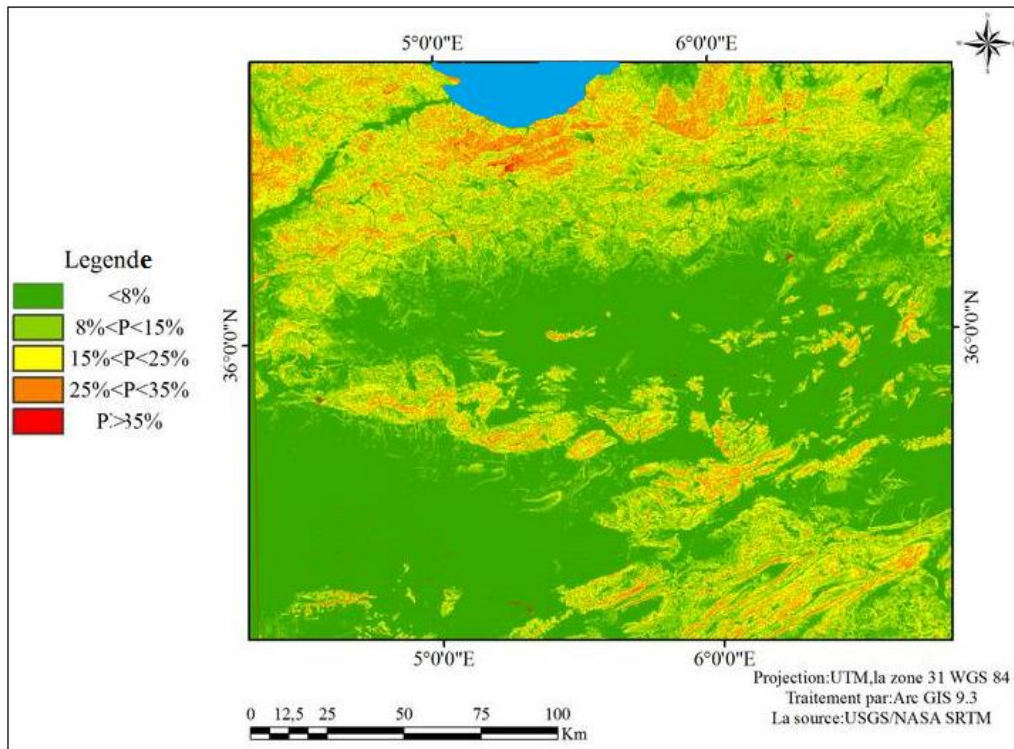 5°0'0"E 6°0'0"E
Legende
<8%
8%<P<15%
15%<P<25%
25%<P<35%
P>35%
36°0'0"N
36°0'0"N
5°0'0"E 6°0'0"E
Projection:UTM,la zone 31 WGS 84
Traitement par:Arc GIS 9.3
La source:USGS/NASA SRTM
0 12,5 25 50 75 100
Km